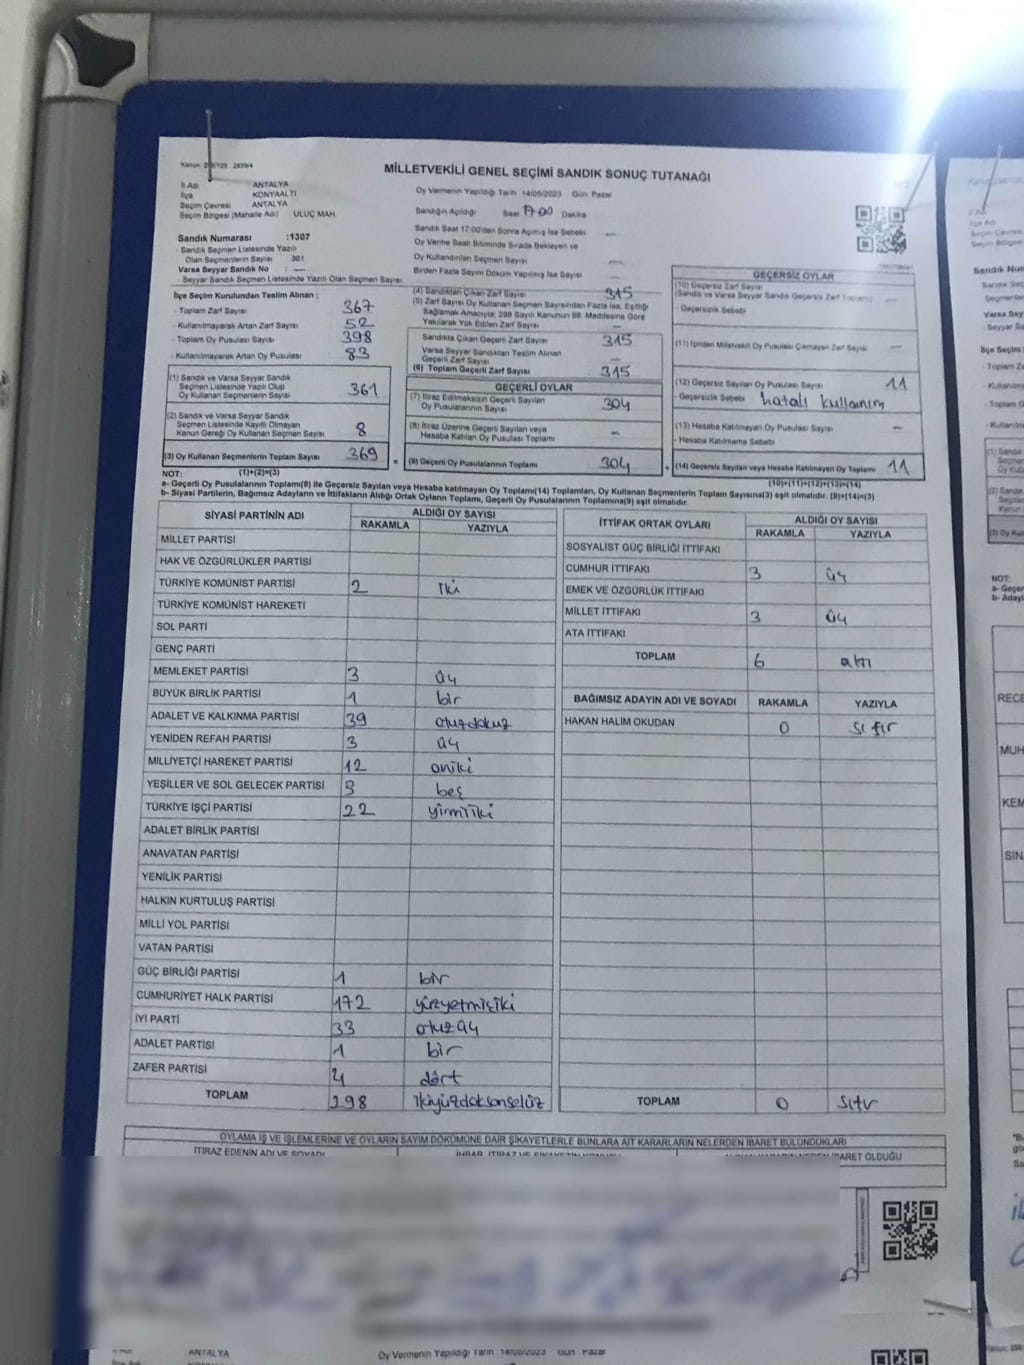 MİLLETVEKİLİ GENEL SEÇİMİ SANDIK SONUÇ TUTANAĞI
İl Adı ANTALYA
İlçe KONYAALTI
Seçim Çevresi ANTALYA
Seçim Bölgesi (Mahalle Adı) ULUÇ MAH.
Sandık Numarası :1307
- Sandık Seçmen Listesinde Yazılı
Olan Seçmenlerin Sayısı 361
Varsa Seyyar Sandık No : —
- Seyyar Sandık Seçmen Listesinde Yazılı Olan Seçmen Sayısı:
Oy Vermenin Yapıldığı Tarih 14/05/2023 Gün Pazar
Sandığın Açıldığı Saat 17:00 Dakika
Sandık Saat 17:00'den Sonra Açılmış İse Sebebi —
Oy Verme Saati Bitiminde Sırada Bekleyen ve
Oy Kullandırılan Seçmen Sayısı —
Birden Fazla Sayım Döküm Yapılmış İse Sayısı —
İlçe Seçim Kurulundan Teslim Alınan ;
- Toplam Zarf Sayısı 367
- Kullanılmayarak Artan Zarf Sayısı 52
- Toplam Oy Pusulası Sayısı 398
- Kullanılmayarak Artan Oy Pusulası 83
(1) Sandık ve Varsa Seyyar Sandık
Seçmen Listesinde Yazılı Olup
Oy Kullanan Seçmenlerin Sayısı 361
(2) Sandık ve Varsa Seyyar Sandık
Seçmen Listesinde Kayıtlı Olmayan
Kanun Gereği Oy Kullanan Seçmen Sayısı 8
(3) Oy Kullanan Seçmenlerin Toplam Sayısı 369
(4) Sandıktan Çıkan Zarf Sayısı 315
(5) Zarf Sayısı Oy Kullanan Seçmen Sayısından Fazla İse, Eşitliği
Sağlamak Amacıyla; 298 Sayılı Kanunun 98. Maddesine Göre
Yakılarak Yok Edilen Zarf Sayısı —
Sandıkta Çıkan Geçerli Zarf Sayısı 315
Varsa Seyyar Sandıktan Teslim Alınan
Geçerli Zarf Sayısı —
(6) Toplam Geçerli Zarf Sayısı 315
GEÇERLİ OYLAR
(7) İtiraz Edilmeksizin Geçerli Sayılan
Oy Pusulalarının Sayısı 304
(8) İtiraz Üzerine Geçerli Sayılan veya
Hesaba Katılan Oy Pusulası Toplamı —
= (9) Geçerli Oy Pusulalarının Toplamı 304
GEÇERSİZ OYLAR
(10) Geçersiz Zarf Sayısı
(Sandık ve Varsa Seyyar Sandık Geçersiz Zarf Toplamı) —
- Geçersizlik Sebebi
(11) İçinden Milletvekili Oy Pusulası Çıkmayan Zarf Sayısı —
(12) Geçersiz Sayılan Oy Pusulası Sayısı 11
- Geçersizlik Sebebi hatalı kullanım
(13) Hesaba Katılmayan Oy Pusulası Sayısı —
- Hesaba Katılmama Sebebi
+ (14) Geçersiz Sayılan veya Hesaba Katılmayan Oy Toplamı 11
NOT: (1)+(2)=(3) (10)+(11)+(12)+(13)=(14)
a- Geçerli Oy Pusulalarının Toplamı(9) ile Geçersiz Sayılan veya Hesaba katılmayan Oy Toplamı(14) Toplamları, Oy Kullanan Seçmenlerin Toplam Sayısına(3) eşit olmalıdır. (9)+(14)=(3)
b- Siyasi Partilerin, Bağımsız Adayların ve İttifakların Aldığı Ortak Oyların Toplamı, Geçerli Oy Pusulalarının Toplamına(9) eşit olmalıdır.
SİYASİ PARTİNİN ADI ALDIĞI OY SAYISI
RAKAMLA YAZIYLA
MİLLET PARTİSİ
HAK VE ÖZGÜRLÜKLER PARTİSİ
TÜRKİYE KOMÜNİST PARTİSİ 2 iki
TÜRKİYE KOMÜNİST HAREKETİ
SOL PARTİ
GENÇ PARTİ
MEMLEKET PARTİSİ 3 üç
BÜYÜK BİRLİK PARTİSİ 1 bir
ADALET VE KALKINMA PARTİSİ 39 otuzdokuz
YENİDEN REFAH PARTİSİ 3 üç
MİLLİYETÇİ HAREKET PARTİSİ 12 oniki
YEŞİLLER VE SOL GELECEK PARTİSİ 5 beş
TÜRKİYE İŞÇİ PARTİSİ 22 yirmiiki
ADALET BİRLİK PARTİSİ
ANAVATAN PARTİSİ
YENİLİK PARTİSİ
HALKIN KURTULUŞ PARTİSİ
MİLLİ YOL PARTİSİ
VATAN PARTİSİ
GÜÇ BİRLİĞİ PARTİSİ 1 bir
CUMHURİYET HALK PARTİSİ 172 yüzyetmişiki
İYİ PARTİ 33 otuzüç
ADALET PARTİSİ 1 bir
ZAFER PARTİSİ 4 dört
TOPLAM 298 ikiyüzdoksansekiz
İTTİFAK ORTAK OYLARI ALDIĞI OY SAYISI
RAKAMLA YAZIYLA
SOSYALİST GÜÇ BİRLİĞİ İTTİFAKI
CUMHUR İTTİFAKI 3 üç
EMEK VE ÖZGÜRLÜK İTTİFAKI
MİLLET İTTİFAKI 3 üç
ATA İTTİFAKI
TOPLAM 6 altı
BAĞIMSIZ ADAYIN ADI VE SOYADI RAKAMLA YAZIYLA
HAKAN HALİM OKUDAN 0 sıfır
TOPLAM 0 sıfır
OYLAMA İŞ VE İŞLEMLERİNE VE OYLARIN SAYIM DÖKÜMÜNE DAİR ŞİKAYETLERLE BUNLARA AİT KARARLARIN NELERDEN İBARET BULUNDUKLARI
İTİRAZ EDENİN ADI VE SOYADI
ANTALYA
Oy Vermenin Yapıldığı Tarih 14/05/2023 Gün Pazar